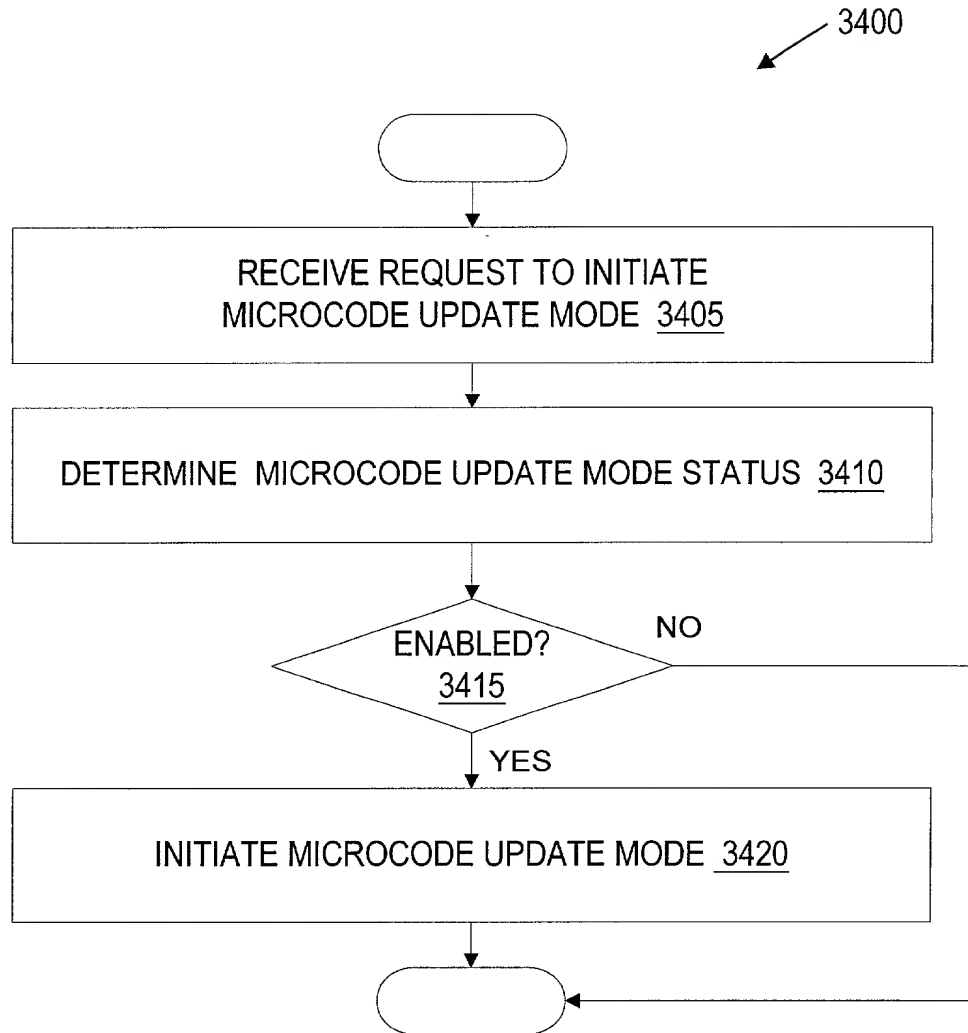 3400
RECEIVE REQUEST TO INITIATE
MICROCODE UPDATE MODE 3405
DETERMINE MICROCODE UPDATE MODE STATUS 3410
ENABLED?
3415
NO
YES
INITIATE MICROCODE UPDATE MODE 3420